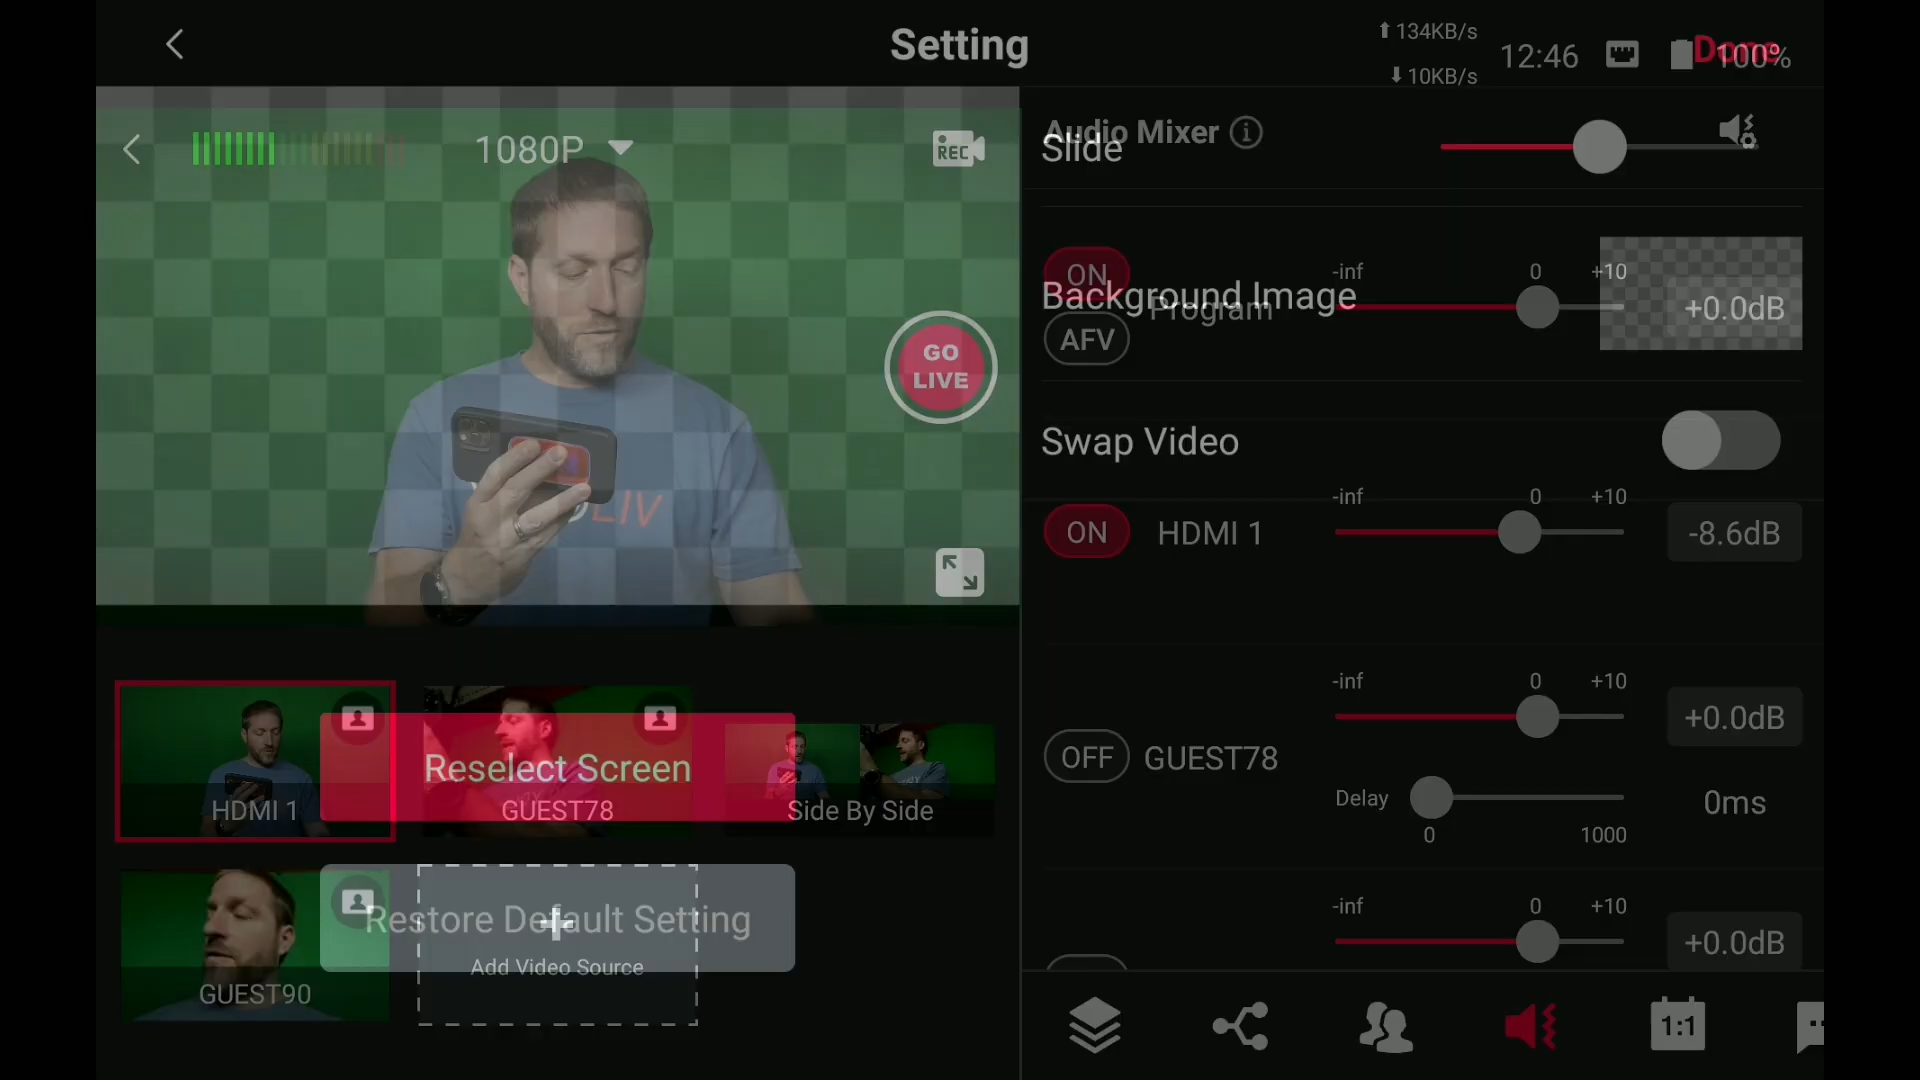 Setting
134KB/s
10KB/s
12:46
Done
100%
1080P
REC
Audio Mixer
Slide
ON
-inf
0
+10
Background Image
Program
+0.0dB
AFV
GO
LIVE
Swap Video
LIV
-inf
0
+10
ON
HDMI 1
-8.6dB
-inf
0
+10
+0.0dB
OFF
GUEST78
Delay
0ms
0
1000
Reselect Screen
HDMI 1
GUEST78
Side By Side
-inf
0
+10
+0.0dB
Restore Default Setting
Add Video Source
GUEST90
1:1